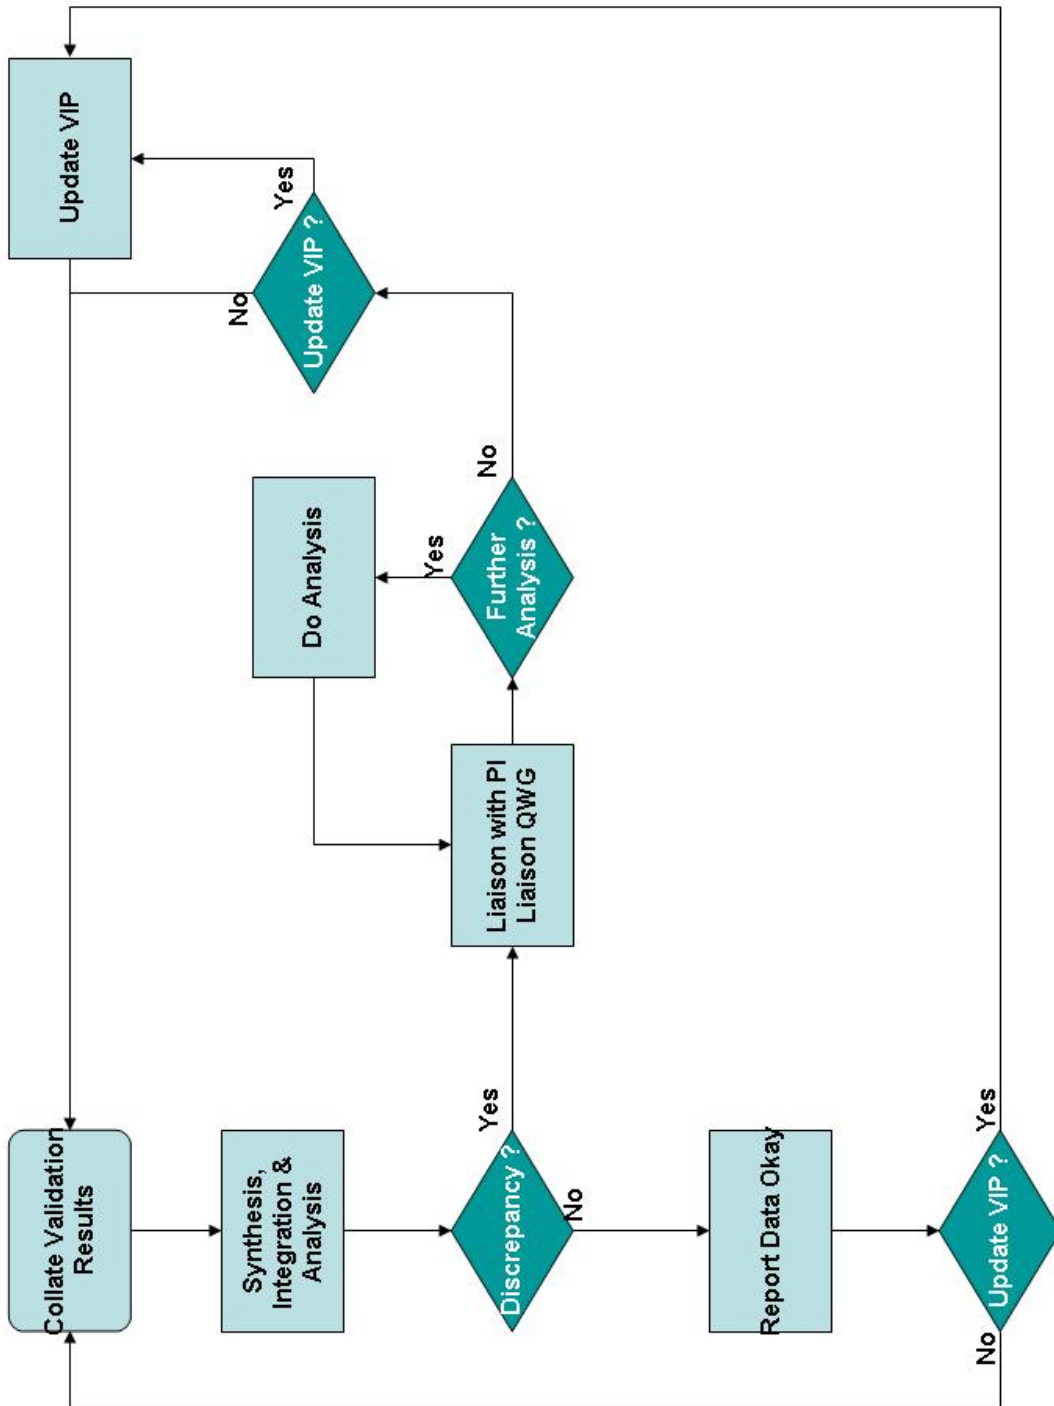 Collate Validation
Results
Synthesis,
Integration &
Analysis
Discrepancy ?
Yes
No
Report Data Okay
Update VIP ?
Yes
No
Liaison with PI
Liaison QWG
Further
Analysis ?
Yes
No
Do Analysis
Update VIP ?
Yes
No
Update VIP